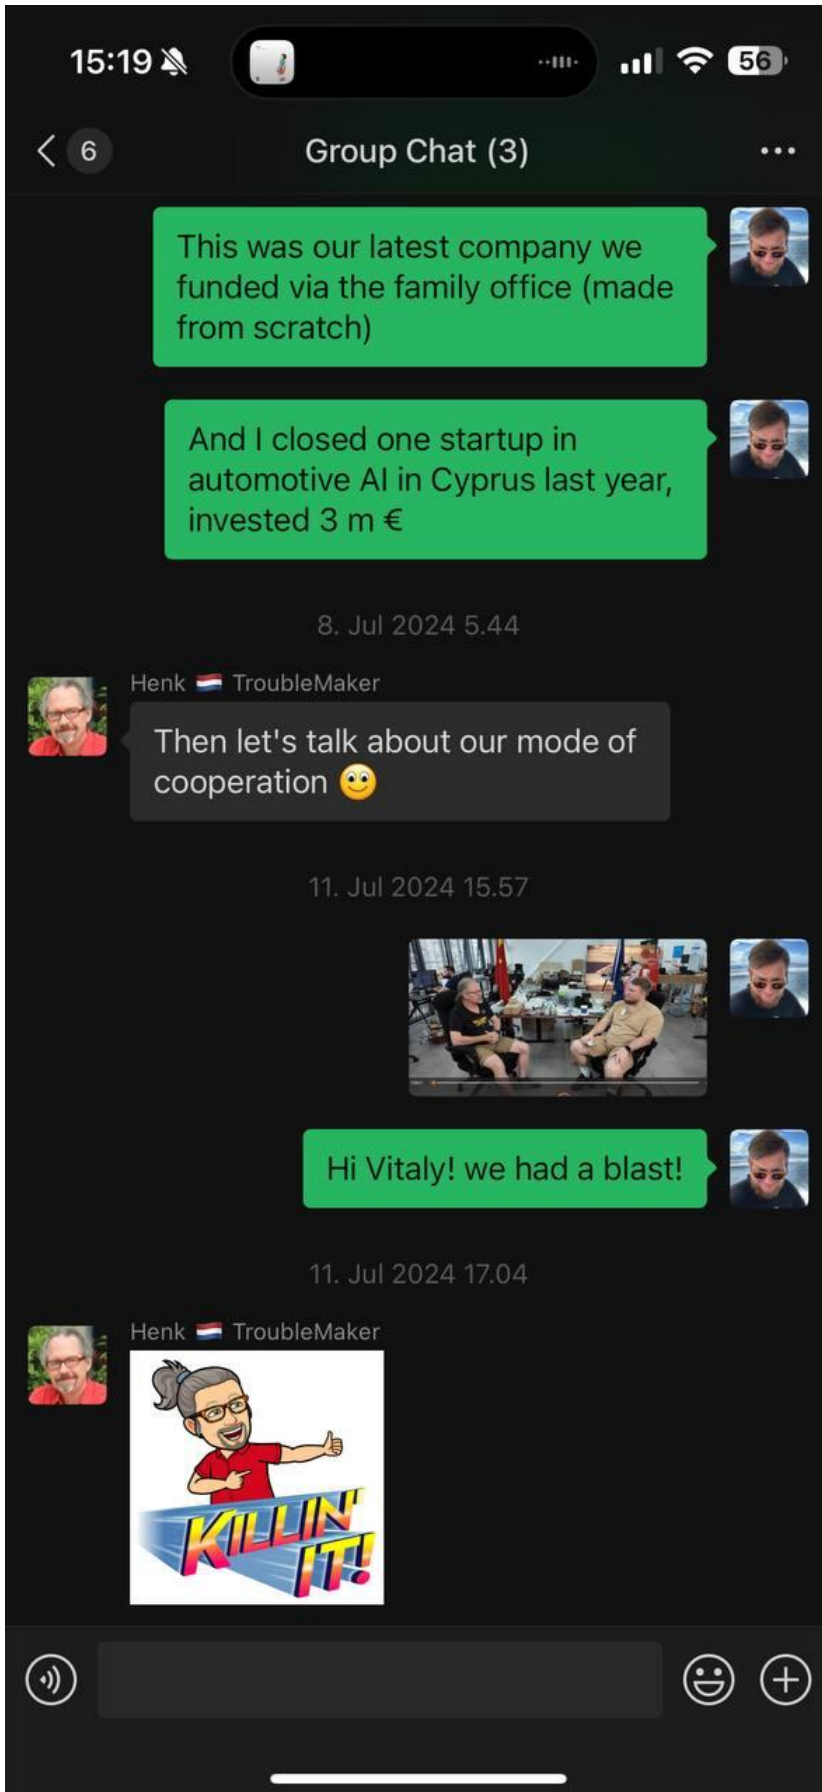 15:19
56
6
Group Chat (3)
This was our latest company we
funded via the family office (made
from scratch)
And I closed one startup in
automotive AI in Cyprus last year,
invested 3 m €
8. Jul 2024 5.44
Henk 🇳🇱 TroubleMaker
Then let's talk about our mode of
cooperation 🙂
11. Jul 2024 15.57
Hi Vitaly! we had a blast!
11. Jul 2024 17.04
Henk 🇳🇱 TroubleMaker
KILLIN'
IT!